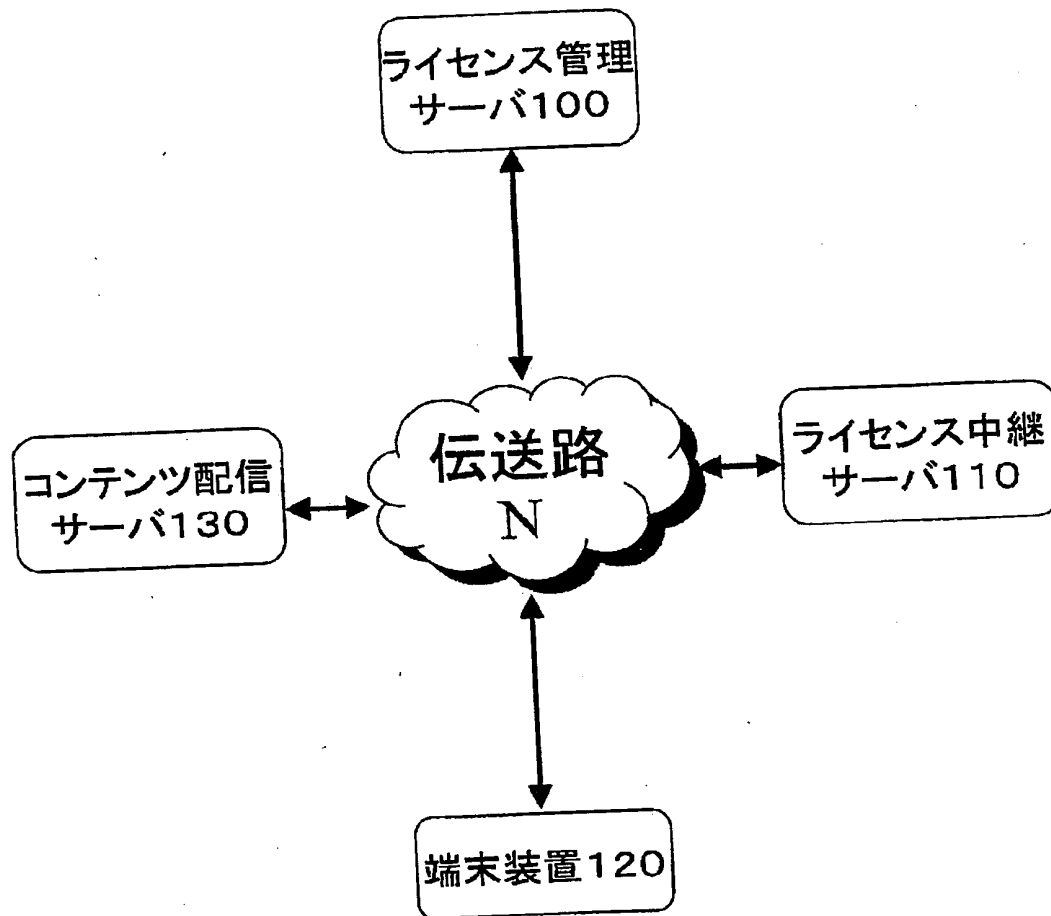 ライセンス管理
サーバ100
伝送路
N
ライセンス中継
サーバ110
コンテンツ配信
サーバ130
端末装置120